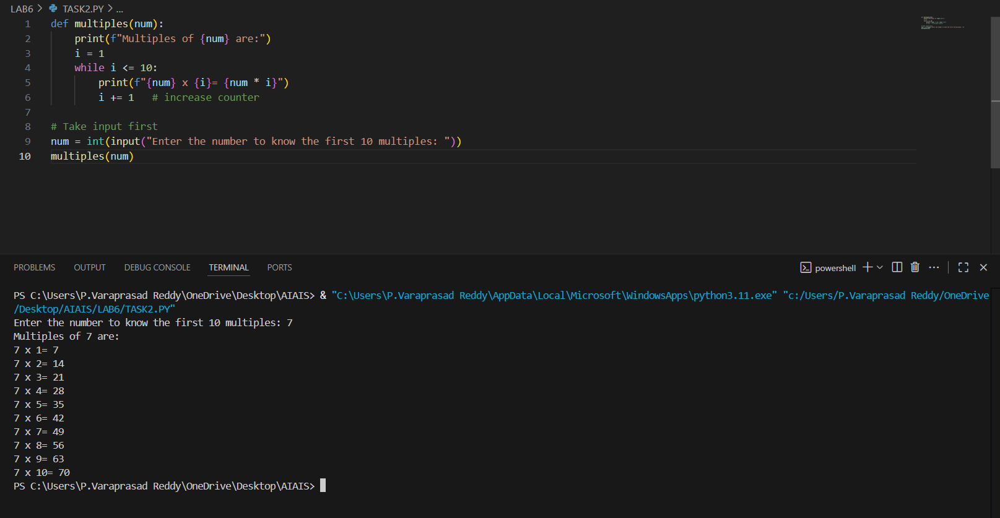 LAB6 > TASK2.PY > ...
1 def multiples(num):
2     print(f"Multiples of {num} are:")
3     i = 1
4     while i <= 10:
5         print(f"{num} x {i}= {num * i}")
6         i += 1   # increase counter
7
8 # Take input first
9 num = int(input("Enter the number to know the first 10 multiples: "))
10 multiples(num)
PROBLEMS OUTPUT DEBUG CONSOLE TERMINAL PORTS powershell
PS C:\Users\P.Varaprasad Reddy\OneDrive\Desktop\AIAIS> & "C:\Users\P.Varaprasad Reddy\AppData\Local\Microsoft\WindowsApps\python3.11.exe" "c:/Users/P.Varaprasad Reddy/OneDrive
/Desktop/AIAIS/LAB6/TASK2.PY"
Enter the number to know the first 10 multiples: 7
Multiples of 7 are:
7 x 1= 7
7 x 2= 14
7 x 3= 21
7 x 4= 28
7 x 5= 35
7 x 6= 42
7 x 7= 49
7 x 8= 56
7 x 9= 63
7 x 10= 70
PS C:\Users\P.Varaprasad Reddy\OneDrive\Desktop\AIAIS>